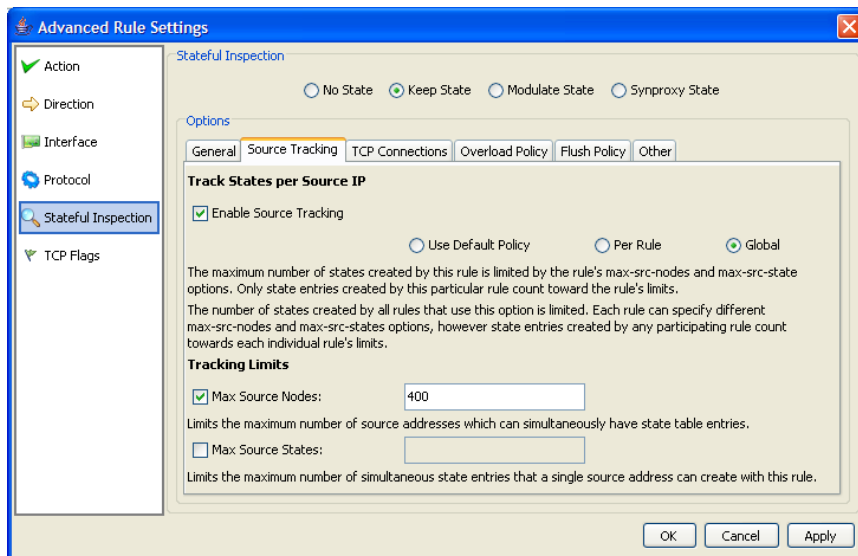 Advanced Rule Settings
Action
Direction
Interface
Protocol
Stateful Inspection
TCP Flags
Stateful Inspection
No State Keep State Modulate State Synproxy State
Options
General Source Tracking TCP Connections Overload Policy Flush Policy Other
Track States per Source IP
Enable Source Tracking
Use Default Policy Per Rule Global
The maximum number of states created by this rule is limited by the rule's max-src-nodes and max-src-state
options. Only state entries created by this particular rule count toward the rule's limits.
The number of states created by all rules that use this option is limited. Each rule can specify different
max-src-nodes and max-src-states options, however state entries created by any participating rule count
towards each individual rule's limits.
Tracking Limits
Max Source Nodes: 400
Limits the maximum number of source addresses which can simultaneously have state table entries.
Max Source States:
Limits the maximum number of simultaneous state entries that a single source address can create with this rule.
OK Cancel Apply